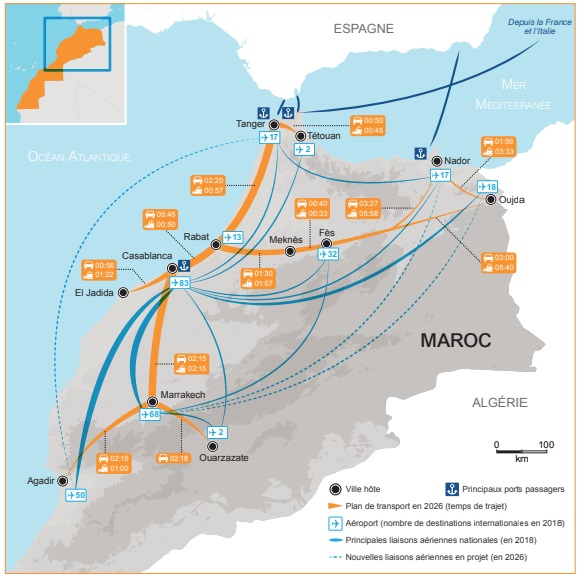 ESPAGNE
Depuis la France
et l'Italie
MER
MÉDITERRANÉE
OCÉAN ATLANTIQUE
Tanger
17
00:50
00:45
Tétouan
2
01:59
03:33
Nador
17
18
Oujda
02:20
00:57
00:40
00:33
03:27
05:58
00:45
00:50
Rabat
13
Meknès
Fès
32
Casablanca
83
01:30
01:57
03:00
05:40
00:56
01:22
El Jadida
MAROC
02:15
02:15
Marrakech
68
ALGÉRIE
2
Ouarzazate
02:15
01:00
02:18
Agadir
50
0 100
km
Ville hôte
Principaux ports passagers
Plan de transport en 2026 (temps de trajet)
Aéroport (nombre de destinations internationales en 2018)
Principales liaisons aériennes nationales (en 2018)
Nouvelles liaisons aériennes en projet (en 2026)